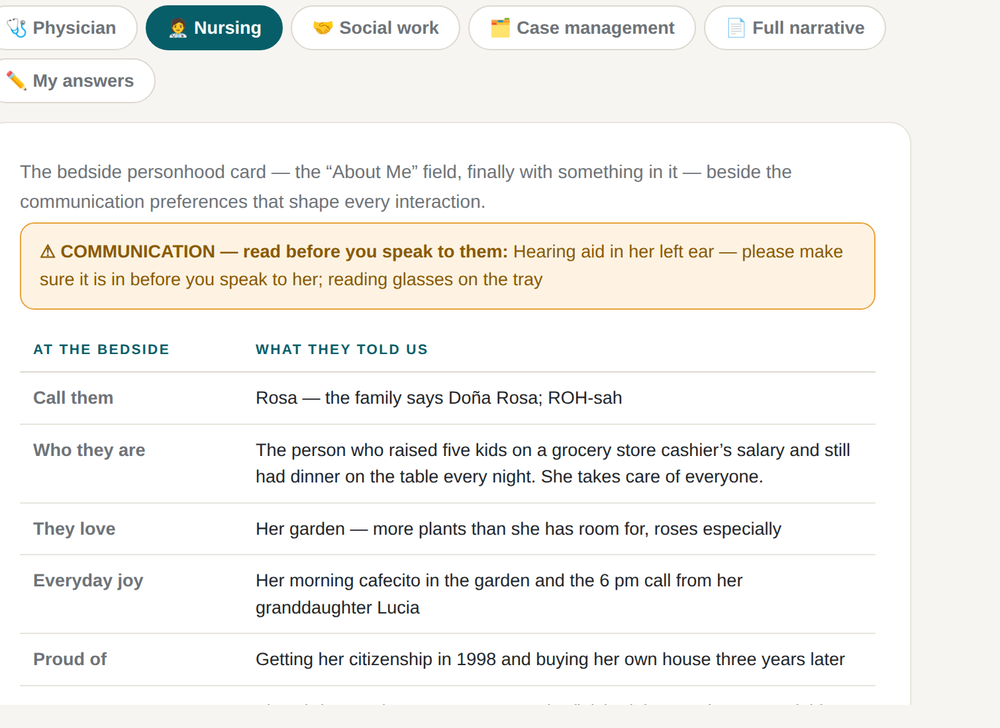 Physician
Nursing
Social work
Case management
Full narrative
My answers
The bedside personhood card — the “About Me” field, finally with something in it — beside the
communication preferences that shape every interaction.
⚠ COMMUNICATION — read before you speak to them: Hearing aid in her left ear — please make
sure it is in before you speak to her; reading glasses on the tray
AT THE BEDSIDE
WHAT THEY TOLD US
Call them
Rosa — the family says Doña Rosa; ROH-sah
Who they are
The person who raised five kids on a grocery store cashier’s salary and still
had dinner on the table every night. She takes care of everyone.
They love
Her garden — more plants than she has room for, roses especially
Everyday joy
Her morning cafecito in the garden and the 6 pm call from her
granddaughter Lucia
Proud of
Getting her citizenship in 1998 and buying her own house three years later